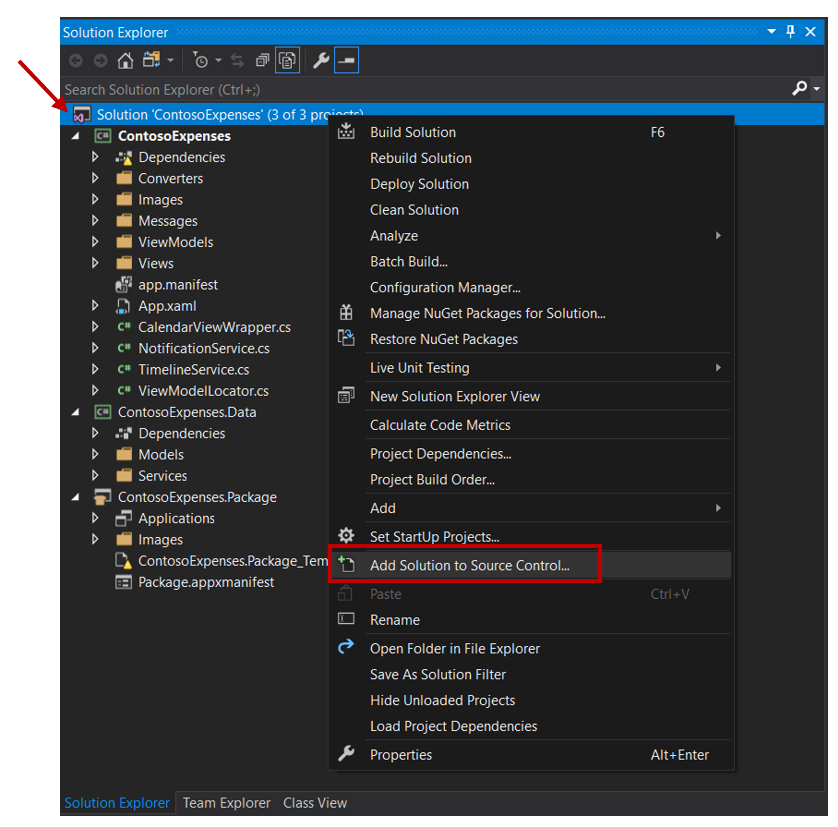 Solution Explorer
Search Solution Explorer (Ctrl+;)
Solution 'ContosoExpenses' (3 of 3 projects)
C# ContosoExpenses
Dependencies
Converters
Images
Messages
ViewModels
Views
app.manifest
App.xaml
C# CalendarViewWrapper.cs
C# NotificationService.cs
C# TimelineService.cs
C# ViewModelLocator.cs
C# ContosoExpenses.Data
Dependencies
Models
Services
ContosoExpenses.Package
Applications
Images
ContosoExpenses.Package_Tem
Package.appxmanifest
Build Solution F6
Rebuild Solution
Deploy Solution
Clean Solution
Analyze
Batch Build...
Configuration Manager...
Manage NuGet Packages for Solution...
Restore NuGet Packages
Live Unit Testing
New Solution Explorer View
Calculate Code Metrics
Project Dependencies...
Project Build Order...
Add
Set StartUp Projects...
Add Solution to Source Control...
Paste Ctrl+V
Rename
Open Folder in File Explorer
Save As Solution Filter
Hide Unloaded Projects
Load Project Dependencies
Properties Alt+Enter
Solution Explorer Team Explorer Class View